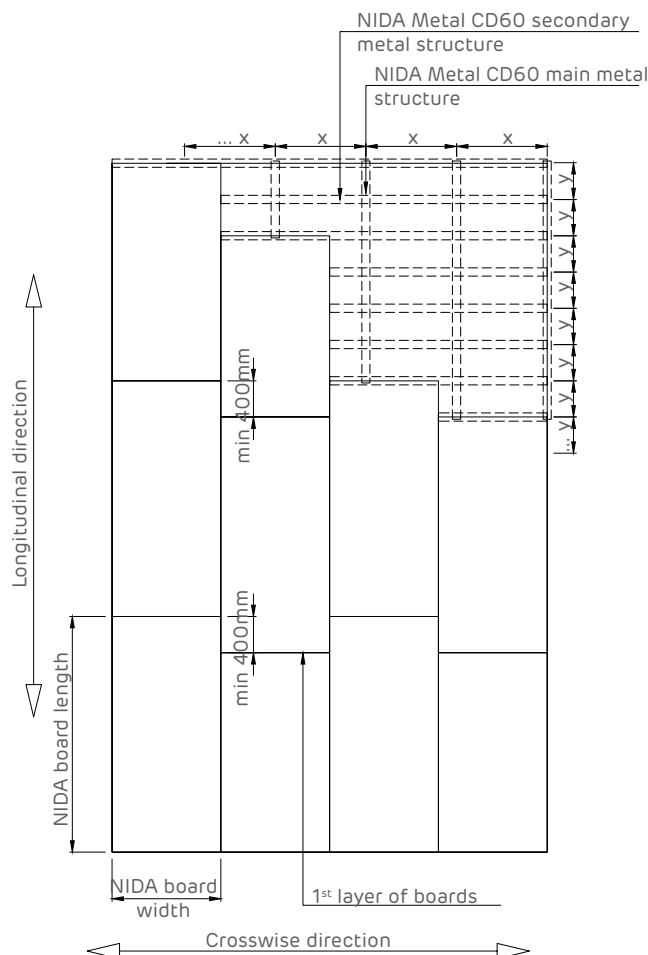 NIDA Metal CD60 secondary
metal structure
NIDA Metal CD60 main metal
structure
... x
x
x
x
y
y
y
y
y
y
y
... y
min 400mm
min 400mm
Longitudinal direction
NIDA board length
NIDA board
width
1st layer of boards
Crosswise direction